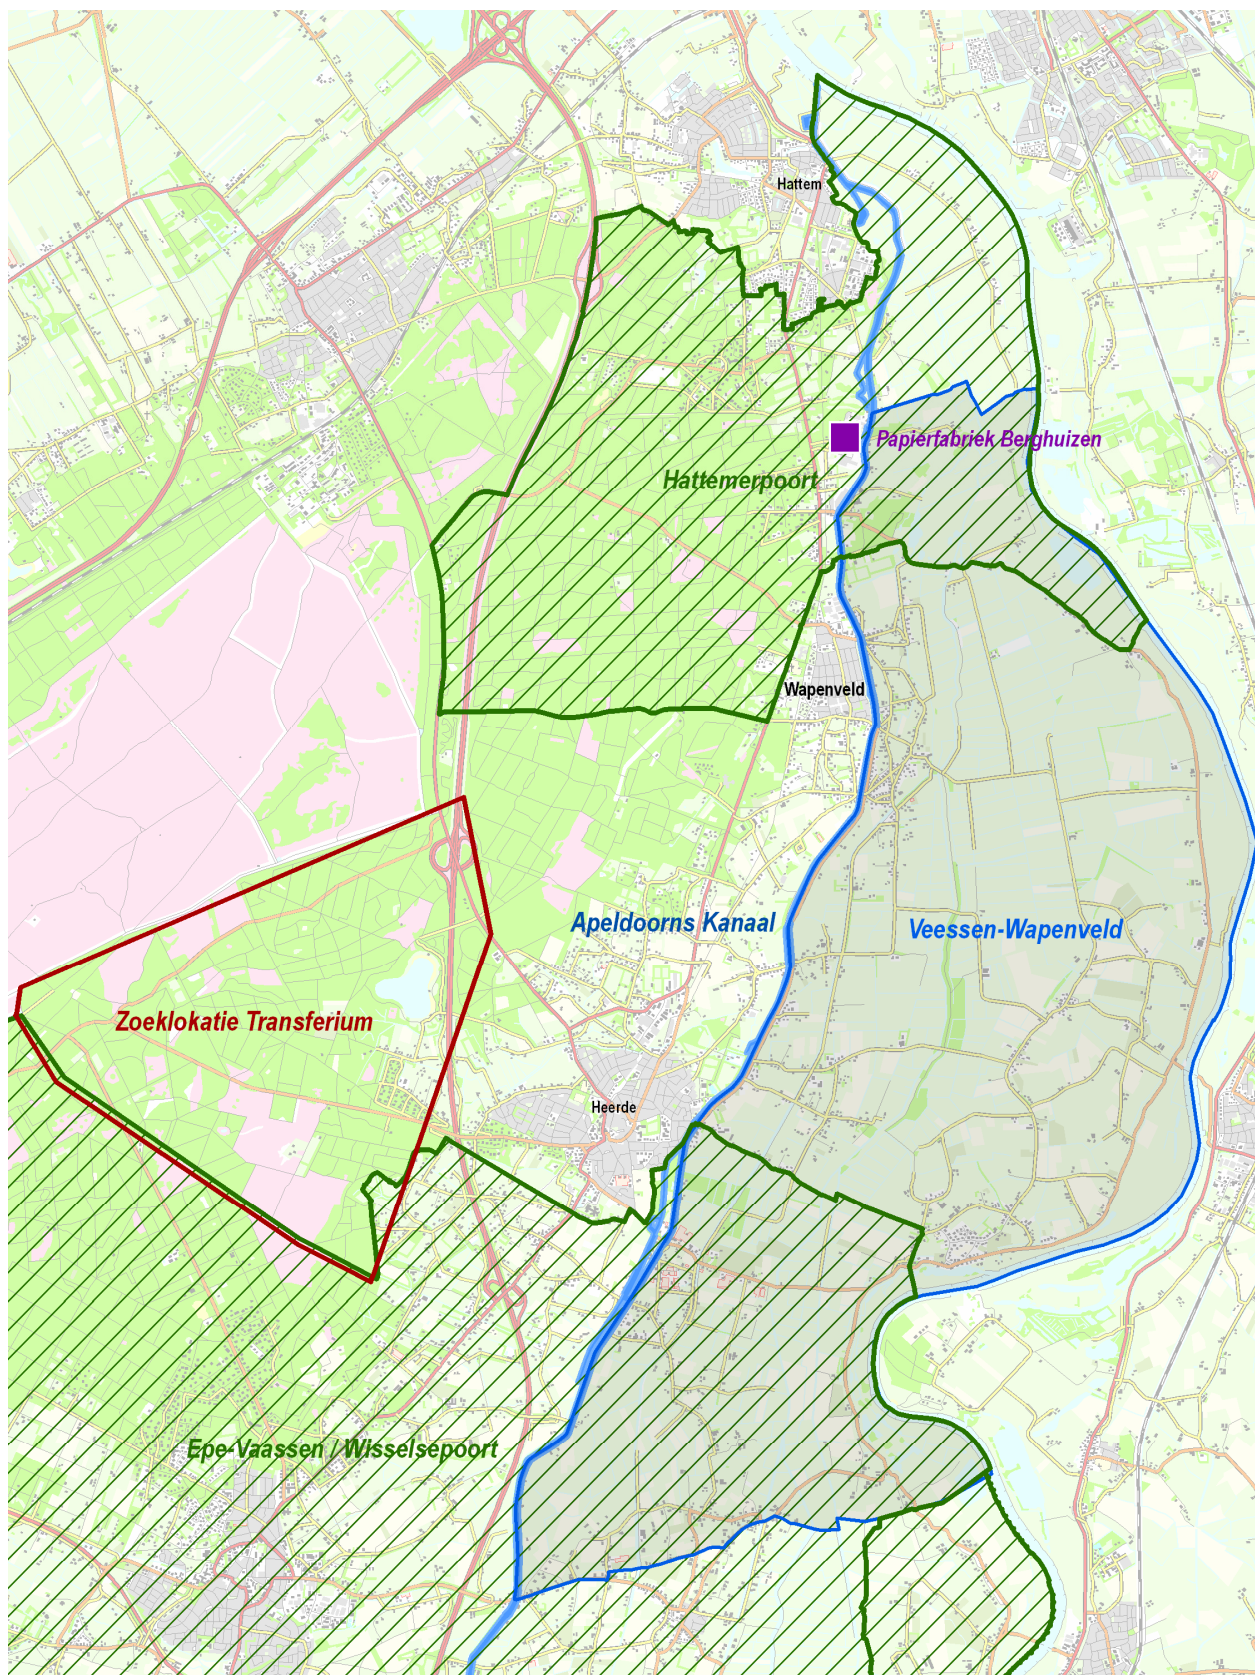 Hattem
Papierfabriek Berghuizen
Hattemerpoort
Wapenveld
Apeldoorns Kanaal
Veessen-Wapenveld
Zoeklokatie Transferium
Heerde
Epe-Vaassen / Wisselsepoort